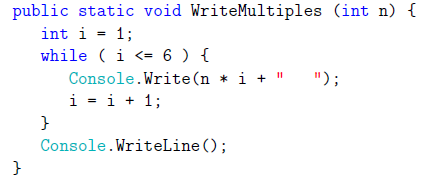 public static void WriteMultiples (int n) {
   int i = 1;
   while ( i <= 6 ) {
      Console.Write(n * i + "   ");
      i = i + 1;
   }
   Console.WriteLine();
}